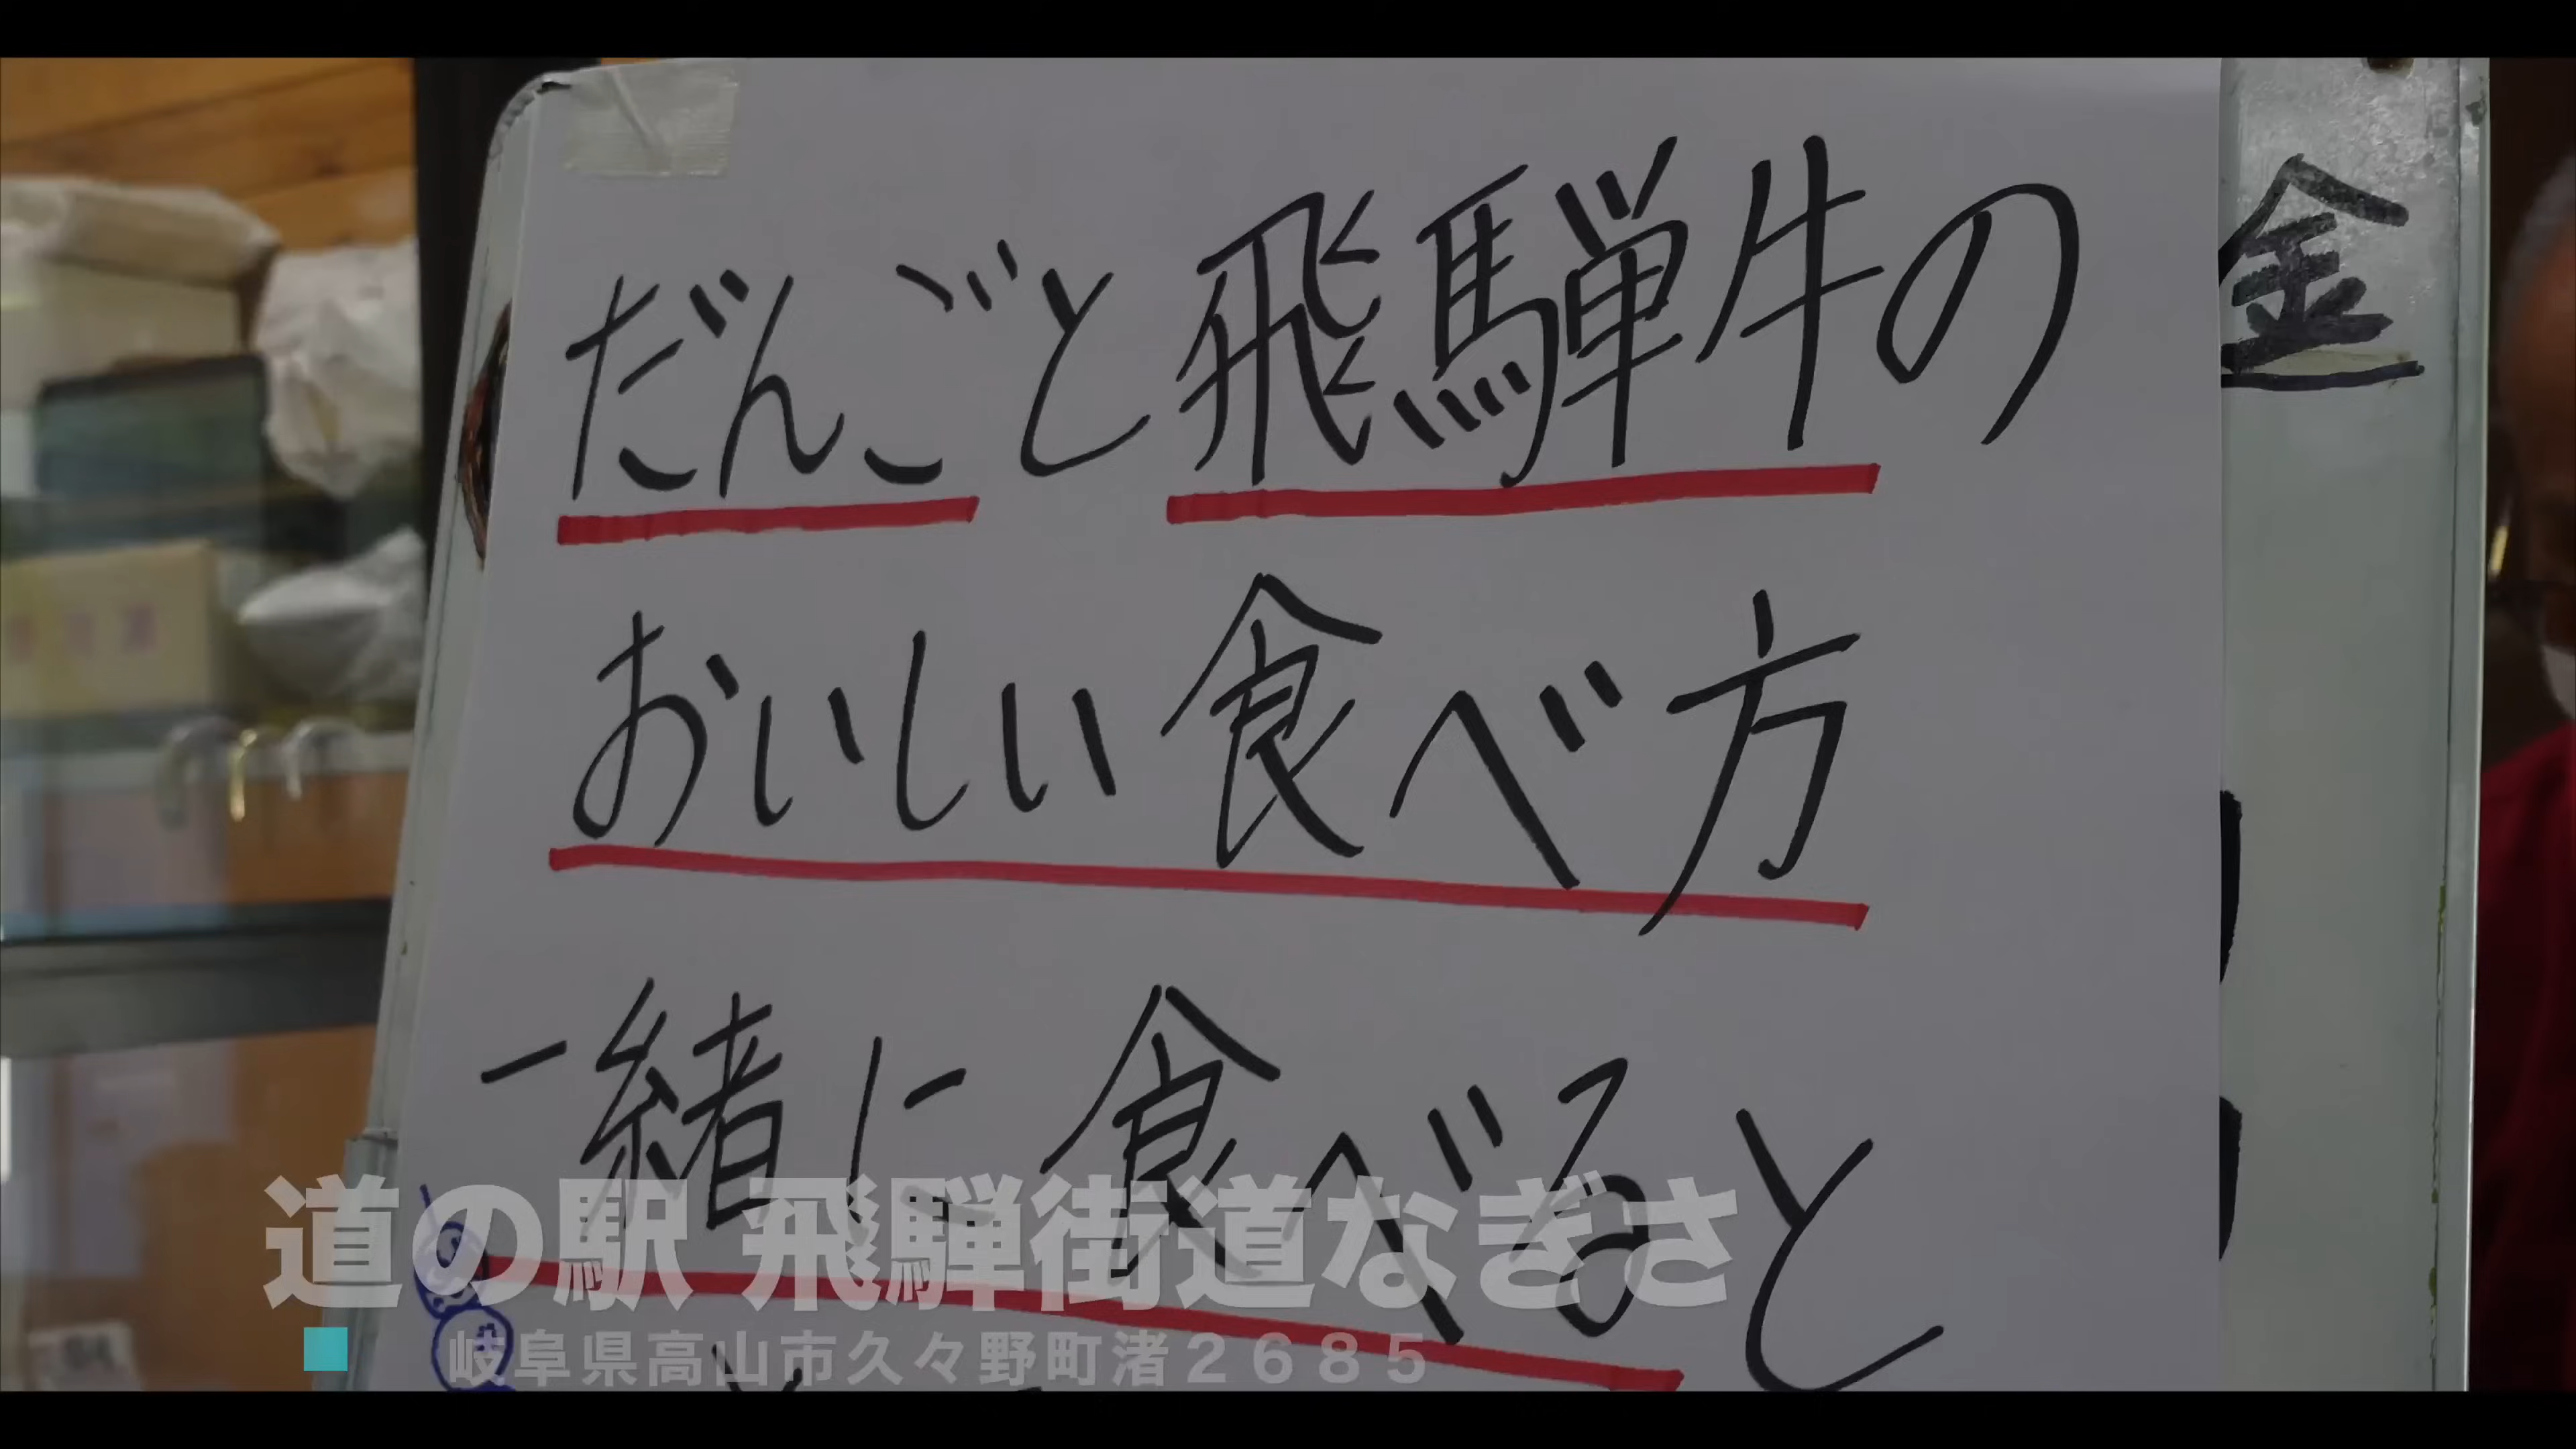 だんごと飛騨牛の
金
おいしい食べ方
一緒に食べると
道の駅 飛騨街道なぎさ
岐阜県高山市久々野町渚２６８５